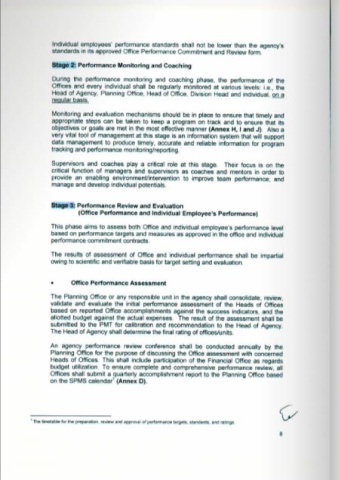 Individual employees' performance standards shall not be lower than the agency's
standards in its approved Office Performance Commitment and Review form.
Stage 2: Performance Monitoring and Coaching
During the performance monitoring and coaching phase, the performance of the
Offices and every individual shall be regularly monitored at various levels: i.e., the
Head of Agency, Planning Office, Head of Office, Division Head and individual, on a
regular basis.
Monitoring and evaluation mechanisms should be in place to ensure that timely and
appropriate steps can be taken to keep a program on track and to ensure that its
objectives or goals are met in the most effective manner (Annex H, I and J). Also a
very vital tool of management at this stage is an information system that will support
data management to produce timely, accurate and reliable information for program
tracking and performance monitoring/reporting.
Supervisors and coaches play a critical role at this stage. Their focus is on the
critical function of managers and supervisors as coaches and mentors in order to
provide an enabling environment/intervention to improve team performance; and
manage and develop individual potentials.
Stage 3: Performance Review and Evaluation
(Office Performance and Individual Employee's Performance)
This phase aims to assess both Office and individual employee's performance level
based on performance targets and measures as approved in the office and individual
performance commitment contracts.
The results of assessment of Office and individual performance shall be impartial
owing to scientific and verifiable basis for target setting and evaluation.
• Office Performance Assessment
The Planning Office or any responsible unit in the agency shall consolidate, review,
validate and evaluate the initial performance assessment of the Heads of Offices
based on reported Office accomplishments against the success indicators, and the
allotted budget against the actual expenses. The result of the assessment shall be
submitted to the PMT for calibration and recommendation to the Head of Agency.
The Head of Agency shall determine the final rating of offices/units.
An agency performance review conference shall be conducted annually by the
Planning Office for the purpose of discussing the Office assessment with concerned
Heads of Offices. This shall include participation of the Financial Office as regards
budget utilization. To ensure complete and comprehensive performance review, all
Offices shall submit a quarterly accomplishment report to the Planning Office based
on the SPMS calendar¹ (Annex D).
¹ The timetable for the preparation, review and approval of performance targets, standards, and ratings.
8